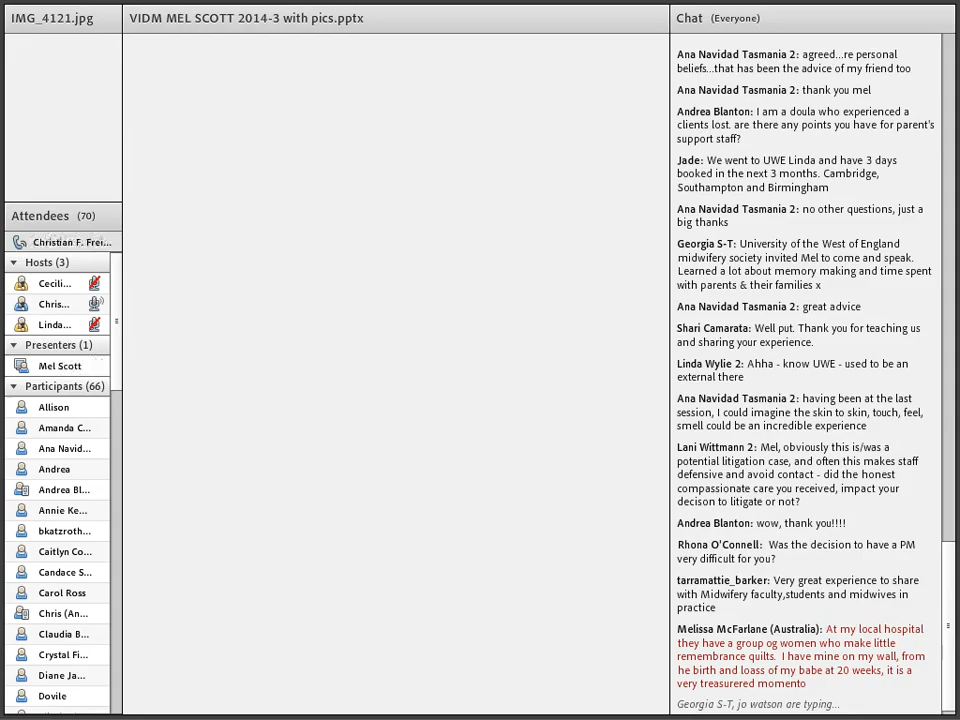 IMG_4121.jpg
VIDM MEL SCOTT 2014-3 with pics.pptx
Chat (Everyone)
Attendees (70)
Christian F. Frei...
Hosts (3)
Cecili...
Chris...
Linda...
Presenters (1)
Mel Scott
Participants (66)
Allison
Amanda C...
Ana Navid...
Andrea
Andrea Bl...
Annie Ke...
bkatzroth...
Caitlyn Co...
Candace S...
Carol Ross
Chris (An...
Claudia B...
Crystal Fi...
Diane Ja...
Dovile
Ana Navidad Tasmania 2: agreed...re personal
beliefs...that has been the advice of my friend too
Ana Navidad Tasmania 2: thank you mel
Andrea Blanton: I am a doula who experienced a
clients lost. are there any points you have for parent's
support staff?
Jade: We went to UWE Linda and have 3 days
booked in the next 3 months. Cambridge,
Southampton and Birmingham
Ana Navidad Tasmania 2: no other questions, just a
big thanks
Georgia S-T: University of the West of England
midwifery society invited Mel to come and speak.
Learned a lot about memory making and time spent
with parents & their families x
Ana Navidad Tasmania 2: great advice
Shari Camarata: Well put. Thank you for teaching us
and sharing your experience.
Linda Wylie 2: Ahha - know UWE - used to be an
external there
Ana Navidad Tasmania 2: having been at the last
session, I could imagine the skin to skin, touch, feel,
smell could be an incredible experience
Lani Wittmann 2: Mel, obviously this is/was a
potential litigation case, and often this makes staff
defensive and avoid contact - did the honest
compassionate care you received, impact your
decison to litigate or not?
Andrea Blanton: wow, thank you!!!!
Rhona O'Connell: Was the decision to have a PM
very difficult for you?
tarramattie_barker: Very great experience to share
with Midwifery faculty,students and midwives in
practice
Melissa McFarlane (Australia): At my local hospital
they have a group og women who make little
remembrance quilts. I have mine on my wall, from
he birth and loass of my babe at 20 weeks, it is a
very treasurered momento
Georgia S-T, jo watson are typing...